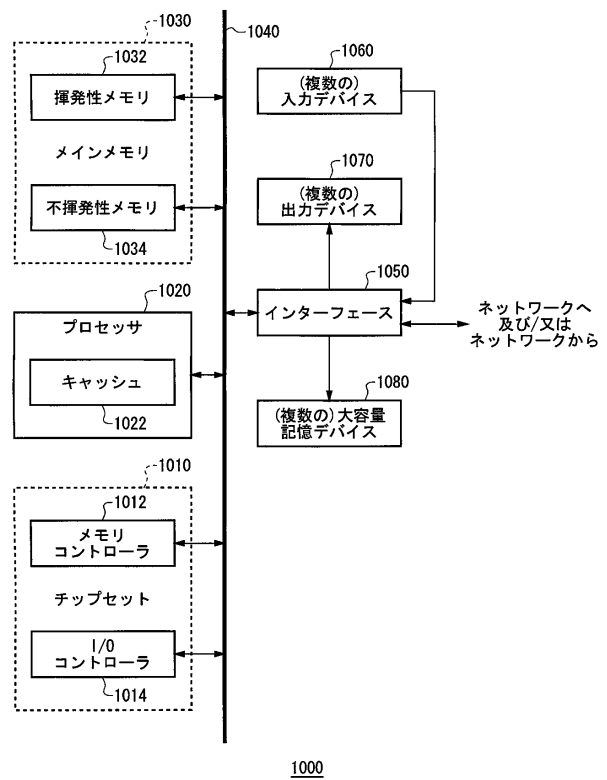 1030
1040
1032
揮発性メモリ
メインメモリ
不揮発性メモリ
1034
1060
(複数の)
入力デバイス
1070
(複数の)
出力デバイス
1050
インターフェース
ネットワークへ
及び/又は
ネットワークから
1020
プロセッサ
キャッシュ
1022
1080
(複数の)大容量
記憶デバイス
1010
1012
メモリ
コントローラ
チップセット
I/O
コントローラ
1014
1000